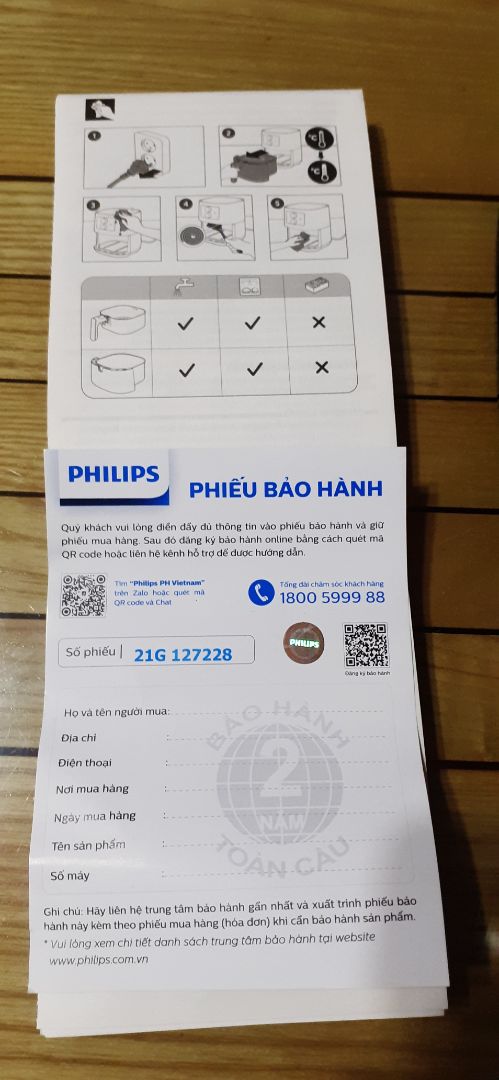 1
2
°C
°C
3
4
5
PHILIPS
PHIẾU BẢO HÀNH
Quý khách vui lòng điền đầy đủ thông tin vào phiếu bảo hành và giữ
phiếu mua hàng. Sau đó đăng ký bảo hành online bằng cách quét mã
QR code hoặc liên hệ kênh hỗ trợ để được hướng dẫn.
Tìm "Philips PH Vietnam"
trên Zalo hoặc quét mã
QR code và Chat
Tổng đài chăm sóc khách hàng
1800 5999 88
Số phiếu | 21G 127228
PHILIPS
Đăng ký bảo hành
Họ và tên người mua:
Địa chỉ :
Điện thoại :
Nơi mua hàng :
Ngày mua hàng :
Tên sản phẩm :
Số máy :
BẢO HÀNH
2
NĂM
TOÀN CẦU
Ghi chú: Hãy liên hệ trung tâm bảo hành gần nhất và xuất trình phiếu bảo
hành này kèm theo phiếu mua hàng (hóa đơn) khi cần bảo hành sản phẩm.
* Vui lòng xem chi tiết danh sách trung tâm bảo hành tại website
www.philips.com.vn